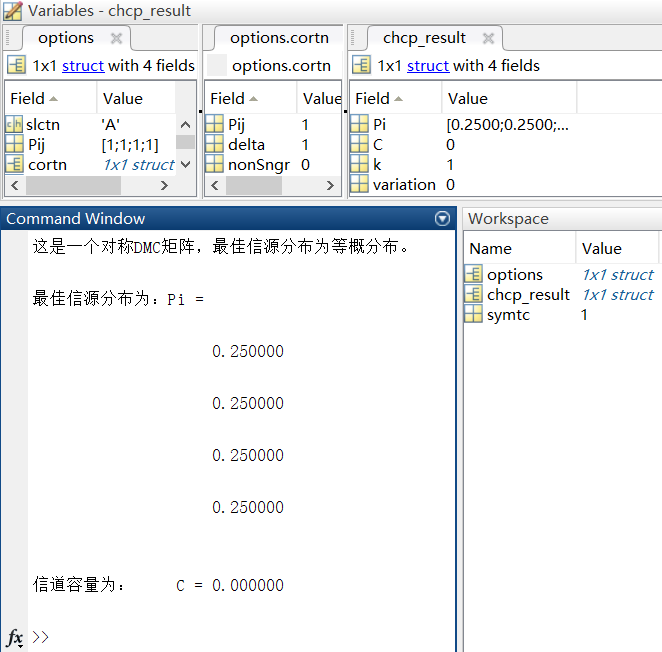 Variables - chcp_result
options
1x1 struct with 4 fields
Field Value
slctn 'A'
Pij [1;1;1;1]
cortn 1x1 struct
options.cortn
options.cortn
Field Value
Pij 1
delta 1
nonSngr 0
chcp_result
1x1 struct with 4 fields
Field Value
Pi [0.2500;0.2500;...
C 0
k 1
variation 0
Command Window
这是一个对称DMC矩阵，最佳信源分布为等概分布。
最佳信源分布为：Pi =
0.250000
0.250000
0.250000
0.250000
信道容量为： C = 0.000000
fx >>
Workspace
Name Value
options 1x1 struct
chcp_result 1x1 struct
symtc 1